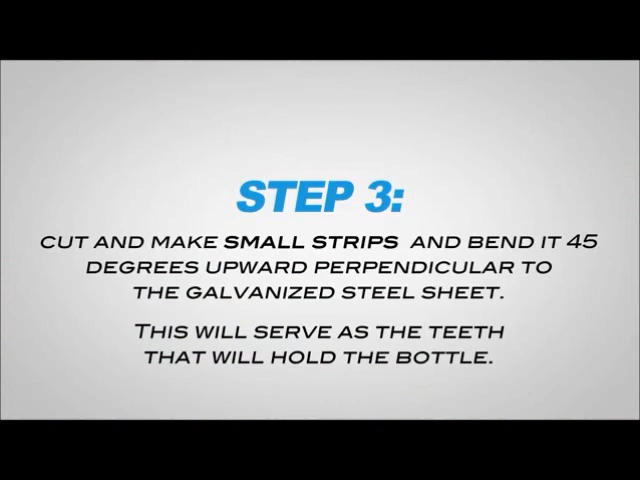 STEP 3:
CUT AND MAKE SMALL STRIPS AND BEND IT 45
DEGREES UPWARD PERPENDICULAR TO
THE GALVANIZED STEEL SHEET.
THIS WILL SERVE AS THE TEETH
THAT WILL HOLD THE BOTTLE.